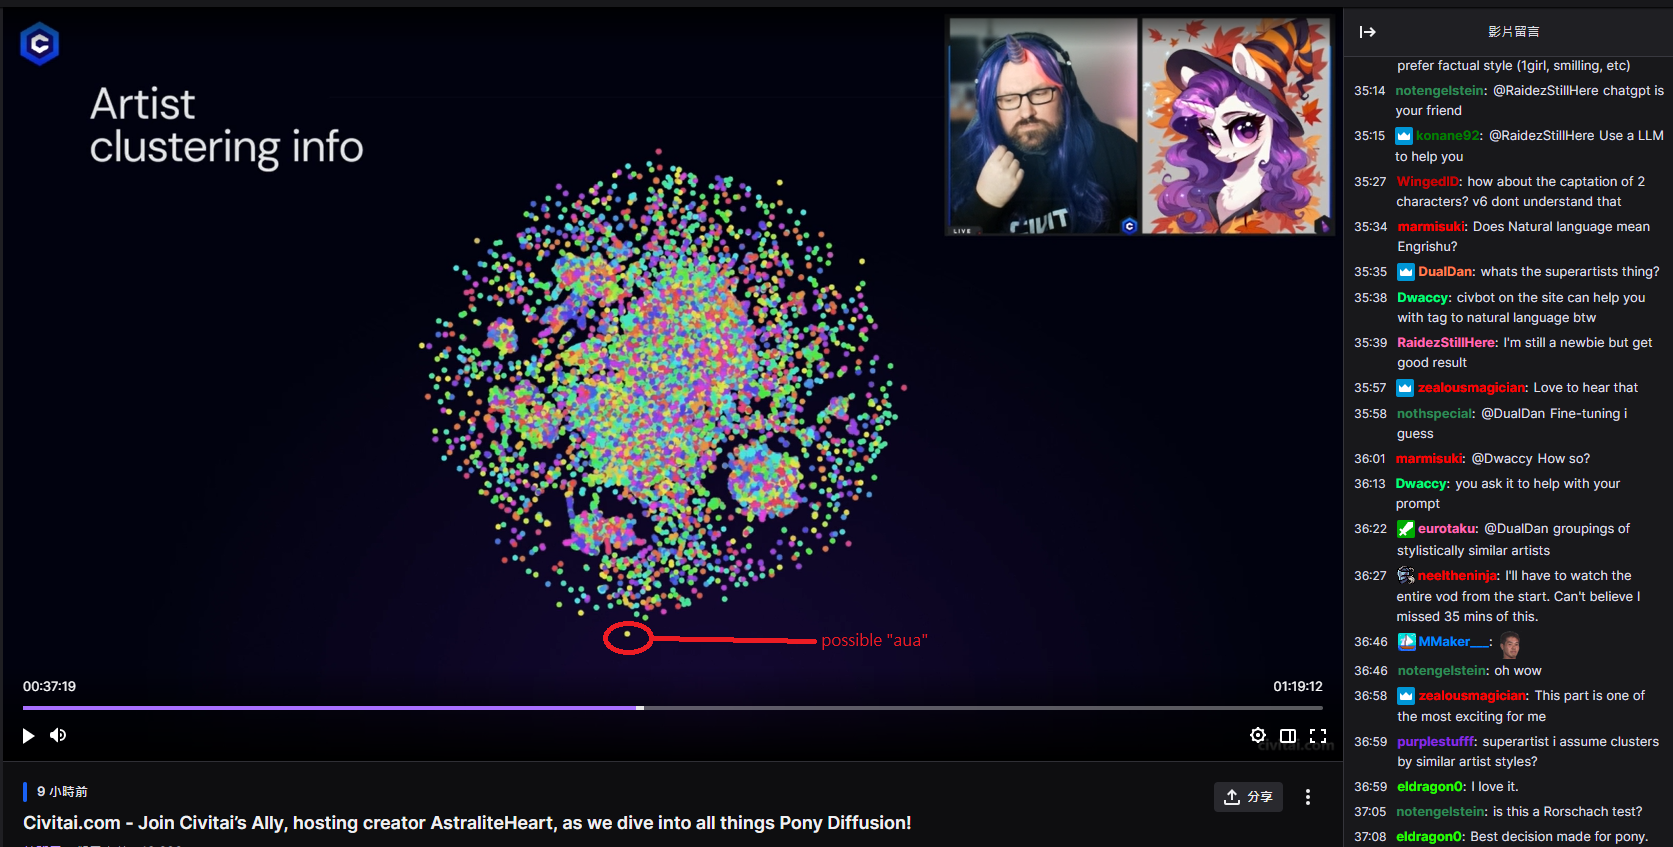 Artist
clustering info
LIVE
CIVIT
possible "aua"
00:37:19
01:19:12
civitai.com
9 小時前
分享
Civitai.com - Join Civitai's Ally, hosting creator AstraliteHeart, as we dive into all things Pony Diffusion!
影片留言
prefer factual style (1girl, smilling, etc)
35:14 notengelstein: @RaidezStillHere chatgpt is
your friend
35:15 konane92: @RaidezStillHere Use a LLM
to help you
35:27 WingedID: how about the captation of 2
characters? v6 dont understand that
35:34 marmisuki: Does Natural language mean
Engrishu?
35:35 DualDan: whats the superartists thing?
35:38 Dwaccy: civbot on the site can help you
with tag to natural language btw
35:39 RaidezStillHere: I'm still a newbie but get
good result
35:57 zealousmagician: Love to hear that
35:58 nothspecial: @DualDan Fine-tuning i
guess
36:01 marmisuki: @Dwaccy How so?
36:13 Dwaccy: you ask it to help with your
prompt
36:22 eurotaku: @DualDan groupings of
stylistically similar artists
36:27 neeltheninja: I'll have to watch the
entire vod from the start. Can't believe I
missed 35 mins of this.
36:46 MMaker__:
36:46 notengelstein: oh wow
36:58 zealousmagician: This part is one of
the most exciting for me
36:59 purplestufff: superartist i assume clusters
by similar artist styles?
36:59 eldragon0: I love it.
37:05 notengelstein: is this a Rorschach test?
37:08 eldragon0: Best decision made for pony.